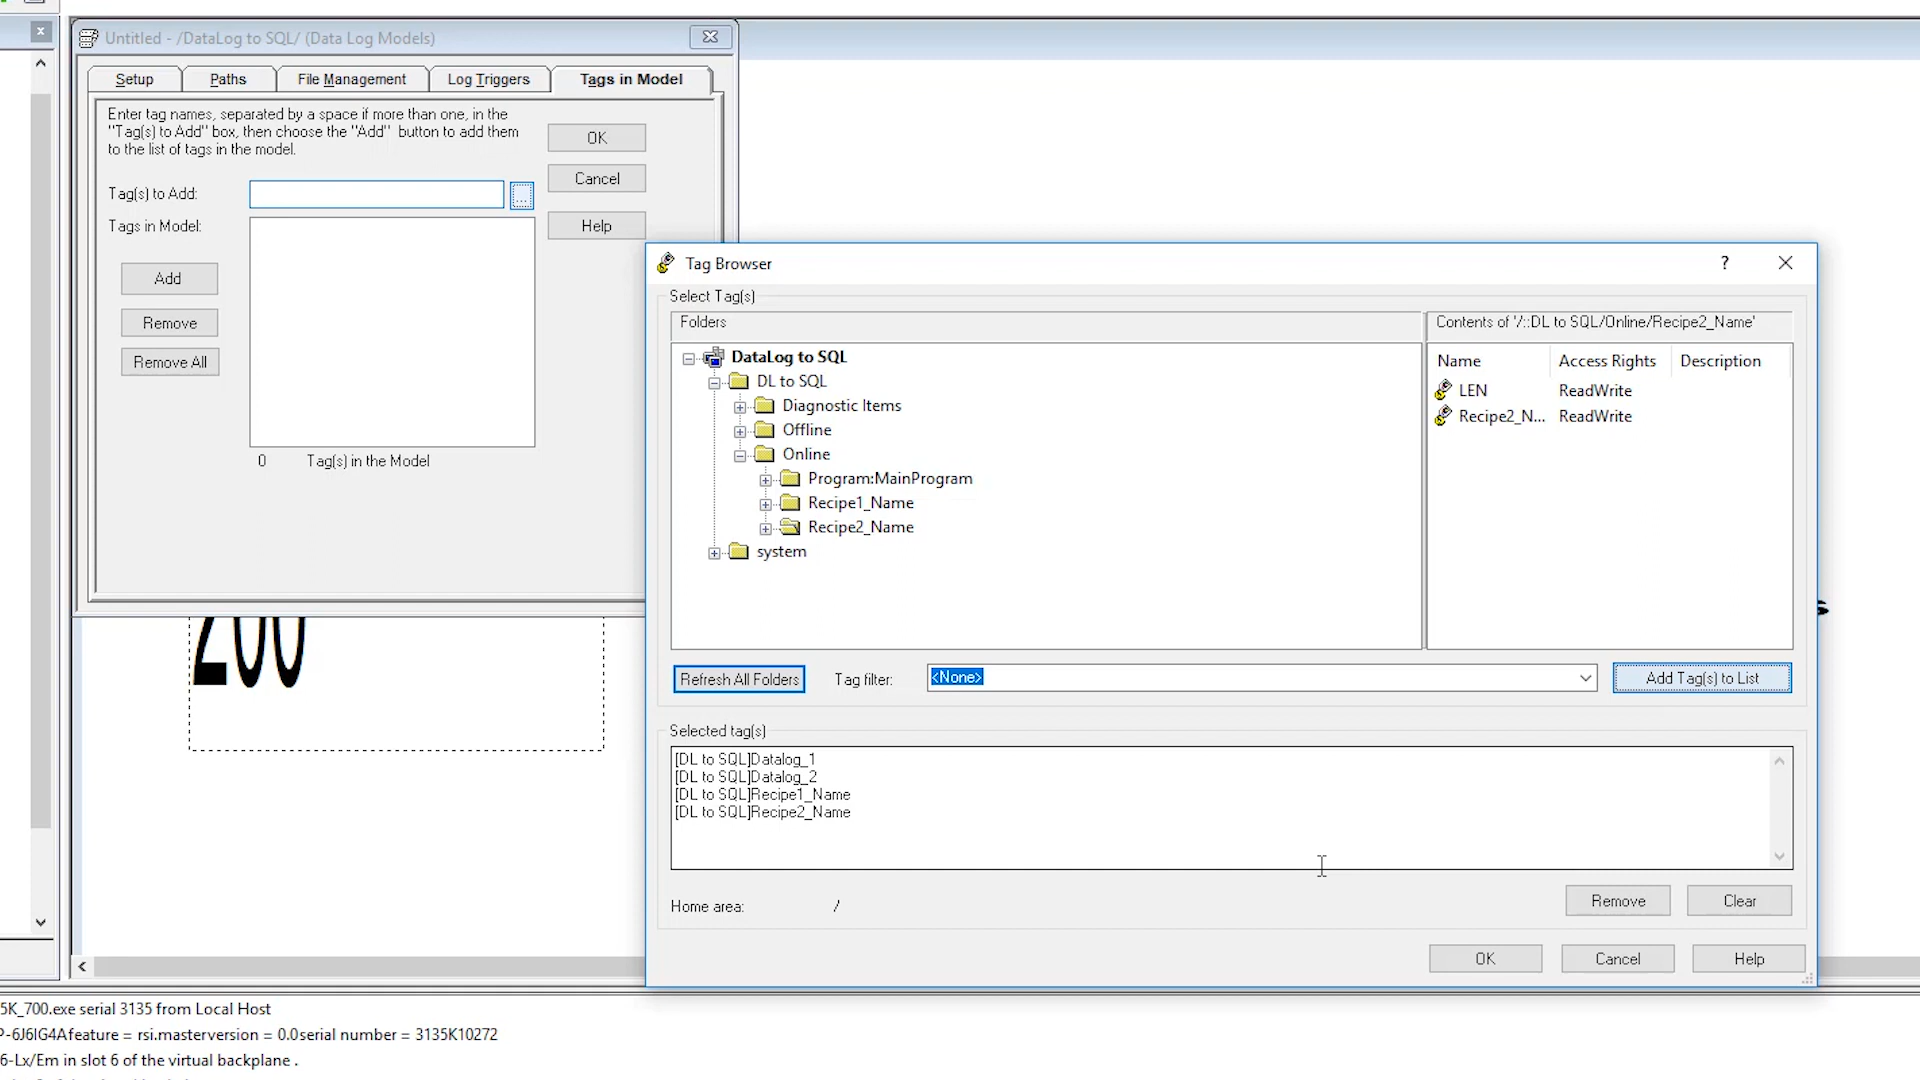 Untitled - /DataLog to SQL/ (Data Log Models)
Setup
Paths
File Management
Log Triggers
Tags in Model
Enter tag names, separated by a space if more than one, in the
"Tag(s) to Add" box, then choose the "Add" button to add them
to the list of tags in the model.
OK
Cancel
Help
Tag(s) to Add:
...
Tags in Model:
Add
Remove
Remove All
0 Tag(s) in the Model
200
Tag Browser
?
Select Tag(s)
Folders
DataLog to SQL
DL to SQL
Diagnostic Items
Offline
Online
Program:MainProgram
Recipe1_Name
Recipe2_Name
system
Contents of '/::DL to SQL/Online/Recipe2_Name'
Name Access Rights Description
LEN ReadWrite
Recipe2_N... ReadWrite
Refresh All Folders
Tag filter:
<None>
Add Tag(s) to List
Selected tag(s)
[DL to SQL]Datalog_1
[DL to SQL]Datalog_2
[DL to SQL]Recipe1_Name
[DL to SQL]Recipe2_Name
Home area: /
Remove
Clear
OK
Cancel
Help
s
5K_700.exe serial 3135 from Local Host
P-6J6IG4Afeature = rsi.masterversion = 0.0serial number = 3135K10272
6-Lx/Em in slot 6 of the virtual backplane .